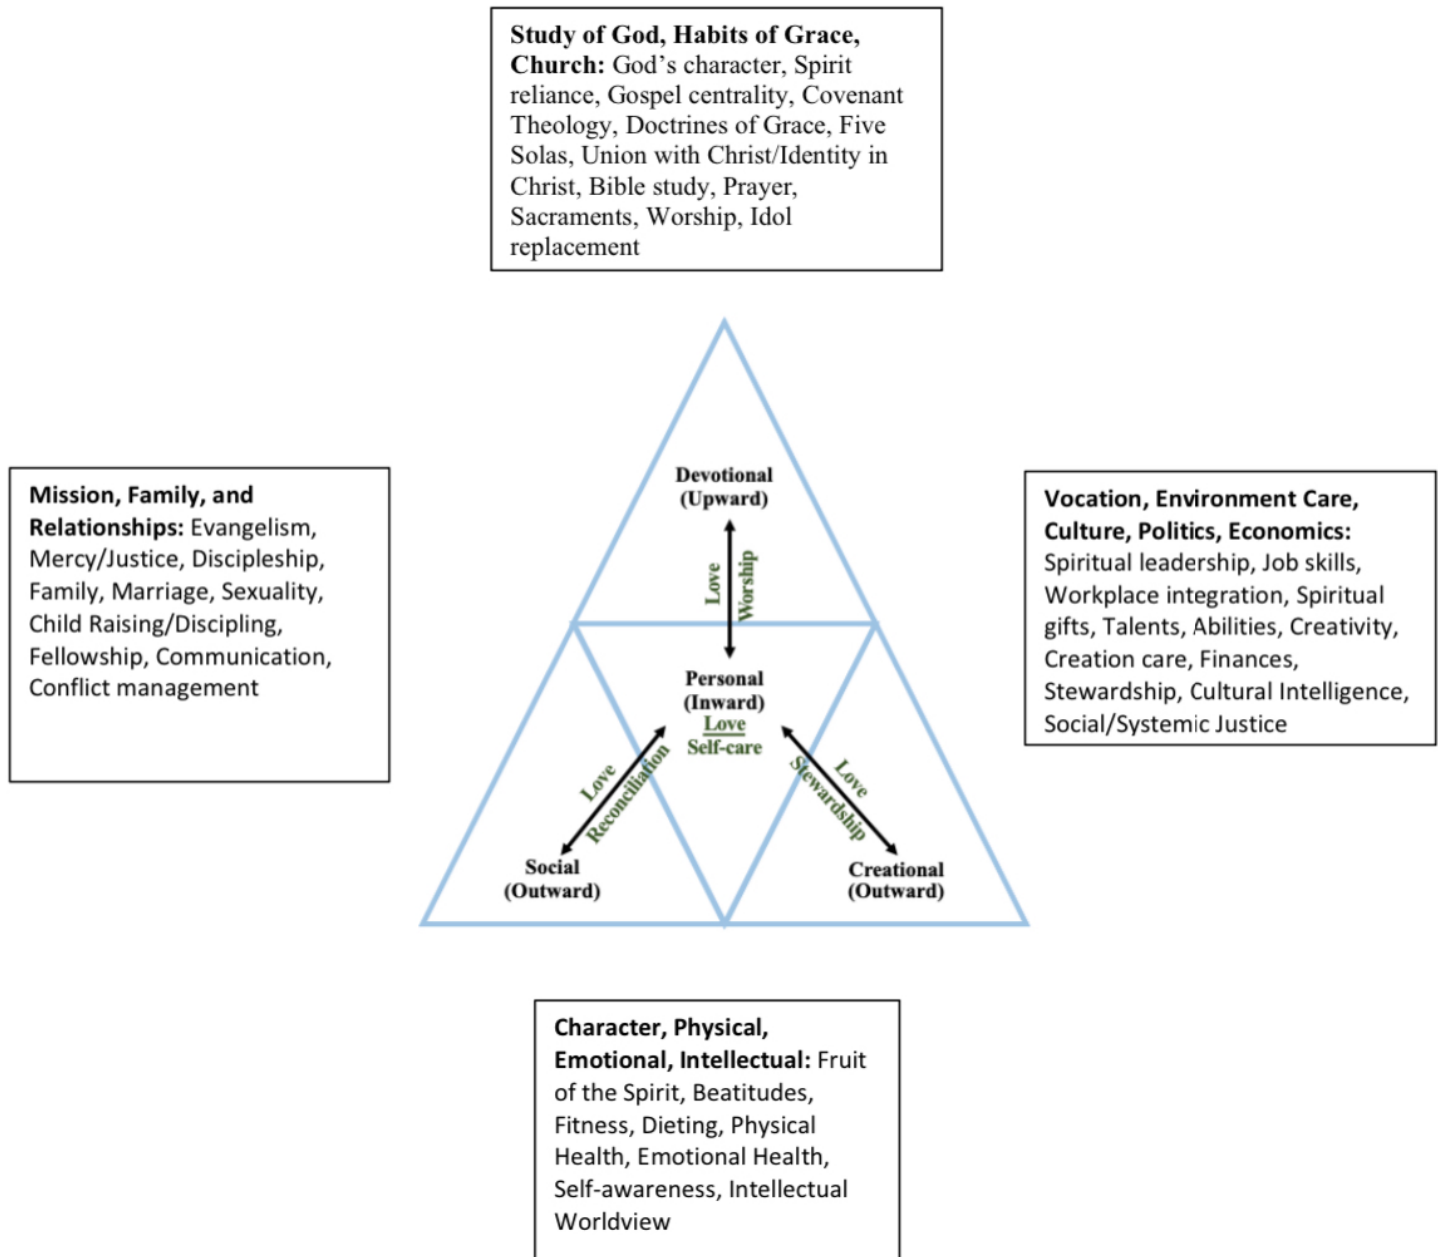 Study of God, Habits of Grace,
Church: God’s character, Spirit
reliance, Gospel centrality, Covenant
Theology, Doctrines of Grace, Five
Solas, Union with Christ/Identity in
Christ, Bible study, Prayer,
Sacraments, Worship, Idol
replacement
Mission, Family, and
Relationships: Evangelism,
Mercy/Justice, Discipleship,
Family, Marriage, Sexuality,
Child Raising/Discipling,
Fellowship, Communication,
Conflict management
Devotional
(Upward)
Love
Worship
Personal
(Inward)
Love
Self-care
Love
Reconciliation
Love
Stewardship
Social
(Outward)
Creational
(Outward)
Vocation, Environment Care,
Culture, Politics, Economics:
Spiritual leadership, Job skills,
Workplace integration, Spiritual
gifts, Talents, Abilities, Creativity,
Creation care, Finances,
Stewardship, Cultural Intelligence,
Social/Systemic Justice
Character, Physical,
Emotional, Intellectual: Fruit
of the Spirit, Beatitudes,
Fitness, Dieting, Physical
Health, Emotional Health,
Self-awareness, Intellectual
Worldview